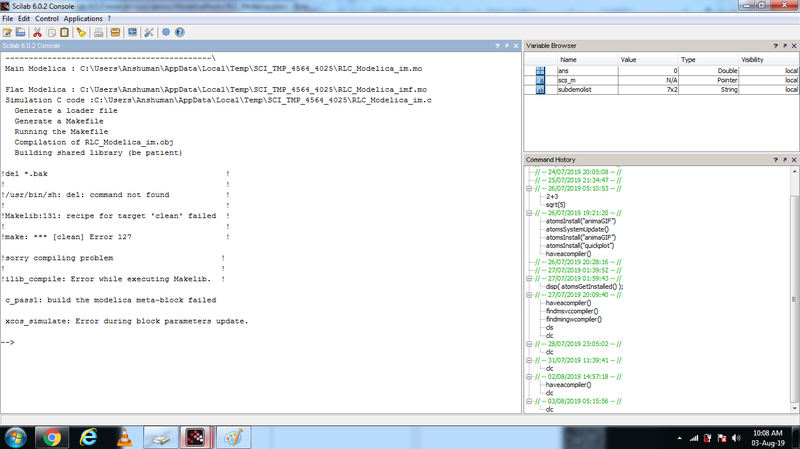 Scilab 6.0.2 Console
File Edit Control Applications ?
Scilab 6.0.2 Console
-------------------------------------------\
Main Modelica : C:\Users\Anshuman\AppData\Local\Temp\SCI_TMP_4564_4025\RLC_Modelica_im.mo
Flat Modelica : C:\Users\Anshuman\AppData\Local\Temp\SCI_TMP_4564_4025\RLC_Modelica_imf.mo
Simulation C code :C:\Users\Anshuman\AppData\Local\Temp\SCI_TMP_4564_4025\RLC_Modelica_im.c
Generate a loader file
Generate a Makefile
Running the Makefile
Compilation of RLC_Modelica_im.obj
Building shared library (be patient)
!del *.bak !
! !
!/usr/bin/sh: del: command not found !
! !
!Makelib:131: recipe for target 'clean' failed !
! !
!make: *** [clean] Error 127 !
!sorry compiling problem !
! !
!ilib_compile: Error while executing Makelib. !
c_pass1: build the modelica meta-block failed
xcos_simulate: Error during block parameters update.
-->
Variable Browser
Name Value Type Visibility
ans 0 Double local
scs_m N/A Pointer local
subdemolist 7x2 String local
Command History
// -- 24/07/2019 20:05:08 -- //
// -- 25/07/2019 21:34:47 -- //
// -- 26/07/2019 05:10:53 -- //
2+3
sqrt(5)
// -- 26/07/2019 19:21:20 -- //
atomsInstall("animaGIF")
atomsSystemUpdate()
atomsInstall("animaGIF")
atomsInstall("quickplot")
haveacompiler()
// -- 26/07/2019 20:28:16 -- //
// -- 27/07/2019 01:39:52 -- //
// -- 27/07/2019 01:59:43 -- //
disp( atomsGetInstalled() );
// -- 27/07/2019 20:09:40 -- //
haveacompiler()
findmsvccompiler()
findmingwcompiler()
cls
clc
// -- 28/07/2019 23:05:02 -- //
clc
// -- 31/07/2019 11:39:41 -- //
clc
// -- 02/08/2019 14:57:18 -- //
haveacompiler()
clc
// -- 03/08/2019 05:15:56 -- //
clc
10:08 AM
03-Aug-19